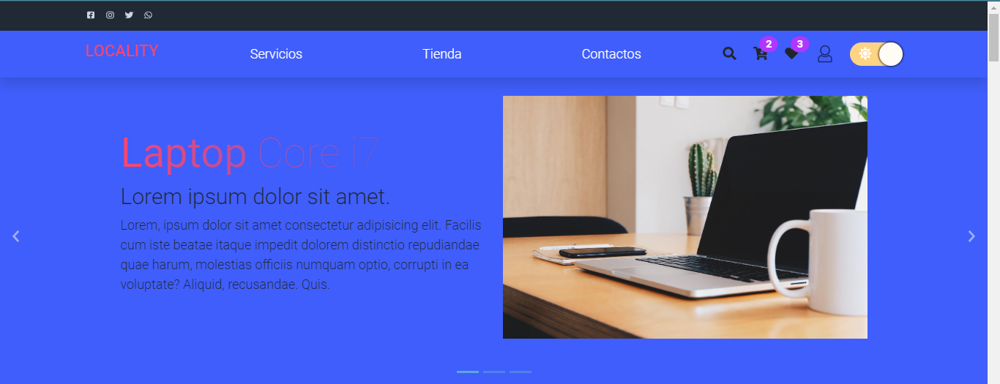 LOCALITY
Servicios
Tienda
Contactos
2
3
Laptop Core i7
Lorem ipsum dolor sit amet.
Lorem, ipsum dolor sit amet consectetur adipisicing elit. Facilis
cum iste beatae itaque impedit dolorem distinctio repudiandae
quae harum, molestias officiis numquam optio, corrupti in ea
voluptate? Aliquid, recusandae. Quis.